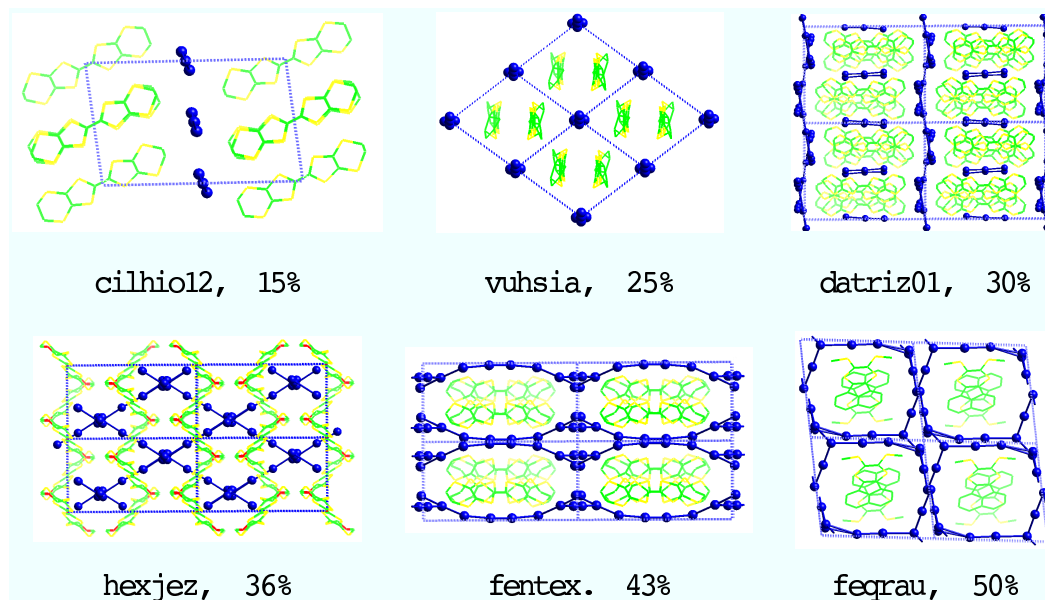 cilhio12, 15% vuhsia, 25% datriz01, 30%
hexjez, 36% fentex. 43% feqrau, 50%